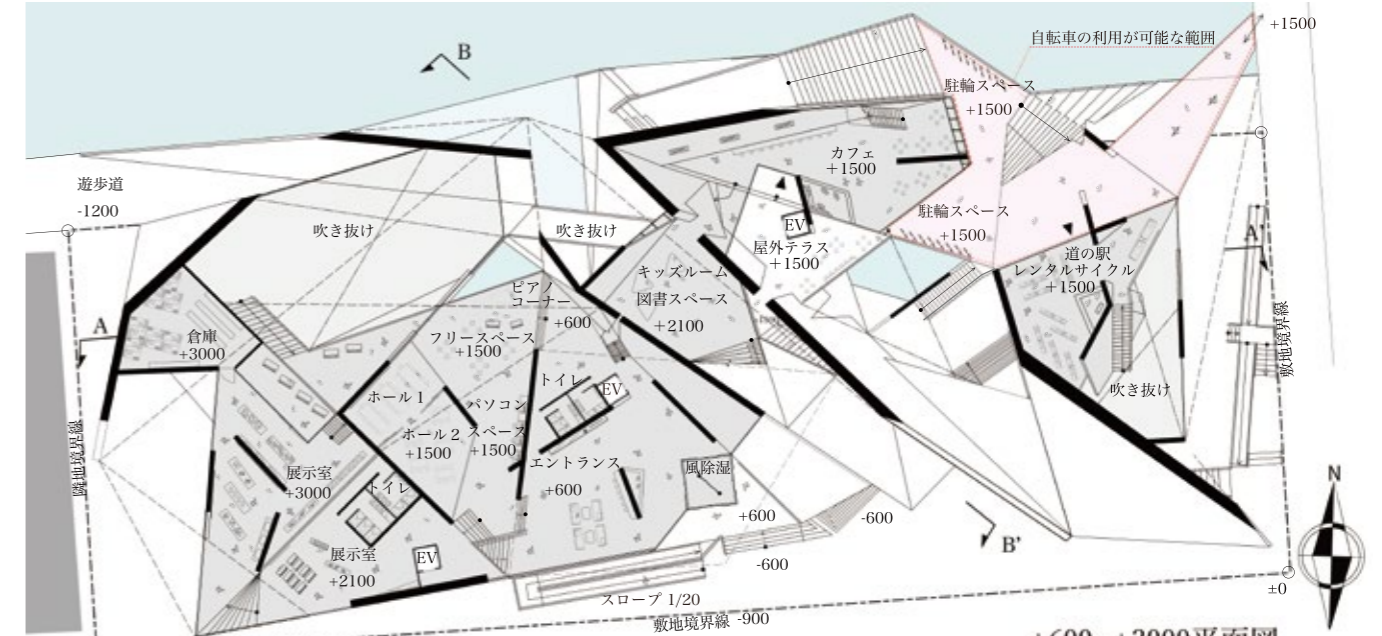 +1500
自転車の利用が可能な範囲
B
駐輪スペース
+1500
カフェ
+1500
遊歩道
-1200
吹き抜け
吹き抜け
EV
屋外テラス
+1500
駐輪スペース
+1500
道の駅
レンタルサイクル
+1500
A'
キッズルーム
図書スペース
+2100
ピアノ
コーナー
+600
A
倉庫
+3000
フリースペース
+1500
敷地境界線
トイレ
EV
吹き抜け
ホール1
パソコン
スペース
+1500
ホール2
+1500
隣地境界線
展示室
+3000
トイレ
エントランス
+600
風除湿
N
+600
-600
B'
展示室
+2100
EV
-600
±0
スロープ 1/20
敷地境界線 -900